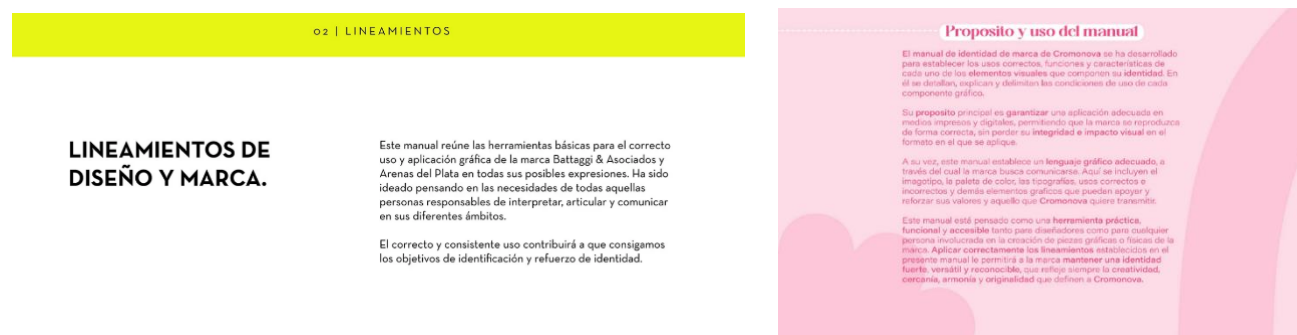 02 | LINEAMIENTOS
LINEAMIENTOS DE
DISEÑO Y MARCA.
Este manual reúne las herramientas básicas para el correcto
uso y aplicación gráfica de la marca Battaggi & Asociados y
Arenas del Plata en todas sus posibles expresiones. Ha sido
ideado pensando en las necesidades de todas aquellas
personas responsables de interpretar, articular y comunicar
en sus diferentes ámbitos.
El correcto y consistente uso contribuirá a que consigamos
los objetivos de identificación y refuerzo de identidad.
Proposito y uso del manual
El manual de identidad de marca de Cromonova se ha desarrollado
para establecer los usos correctos, funciones y características de
cada uno de los elementos visuales que componen su identidad. En
él se detallan, explican y delimitan las condiciones de uso de cada
componente gráfico.
Su proposito principal es garantizar una aplicación adecuada en
medios impresos y digitales, permitiendo que la marca se reproduzca
de forma correcta, sin perder su integridad e impacto visual en el
formato en el que se aplique.
A su vez, este manual establece un lenguaje gráfico adecuado, a
través del cual la marca busca comunicarse. Aquí se incluyen el
imagotipo, la paleta de color, las tipografías, usos correctos e
incorrectos y demás elementos graficos que pueden apoyar y
reforzar sus valores y aquello que Cromonova quiere transmitir.
Este manual está pensado como una herramienta práctica,
funcional y accesible tanto para diseñadores como para cualquier
persona involucrada en la creación de piezas gráficas o físicas de la
marca. Aplicar correctamente los lineamientos establecidos en el
presente manual le permitirá a la marca mantener una identidad
fuerte, versátil y reconocible, que refleje siempre la creatividad,
cercanía, armonía y originalidad que definen a Cromonova.